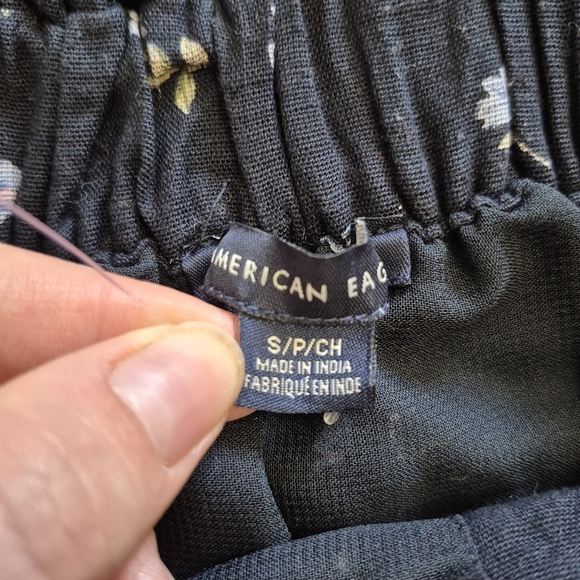 MERICAN EAG
S/P/CH
MADE IN INDIA
FABRIQUÉ EN INDE